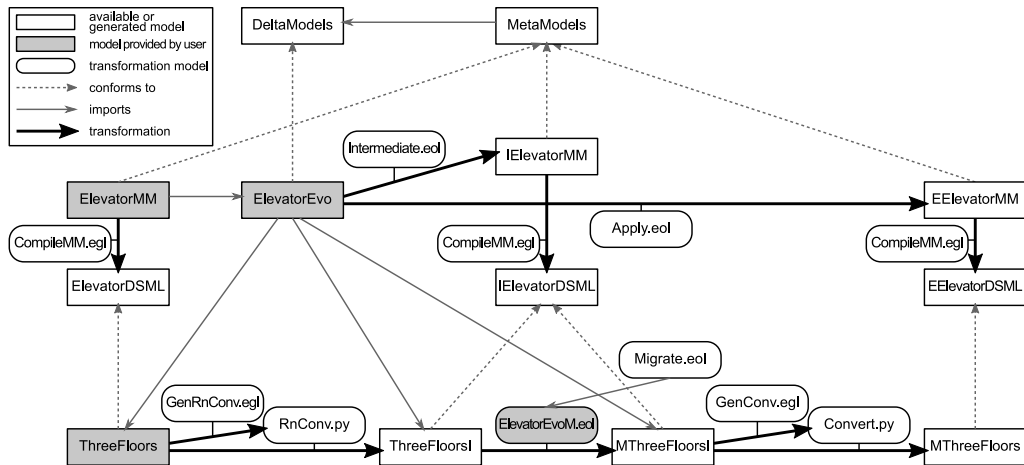 available or
generated model
model provided by user
transformation model
conforms to
imports
transformation
DeltaModels
MetaModels
Intermediate.eol
IElevatorMM
ElevatorMM
ElevatorEvo
EElevatorMM
Apply.eol
CompileMM.egl
CompileMM.egl
CompileMM.egl
ElevatorDSML
IElevatorDSML
EElevatorDSML
Migrate.eol
GenRnConv.egl
GenConv.egl
RnConv.py
ElevatorEvoM.eol
Convert.py
ThreeFloors
ThreeFloorsI
MThreeFloorsI
MThreeFloors